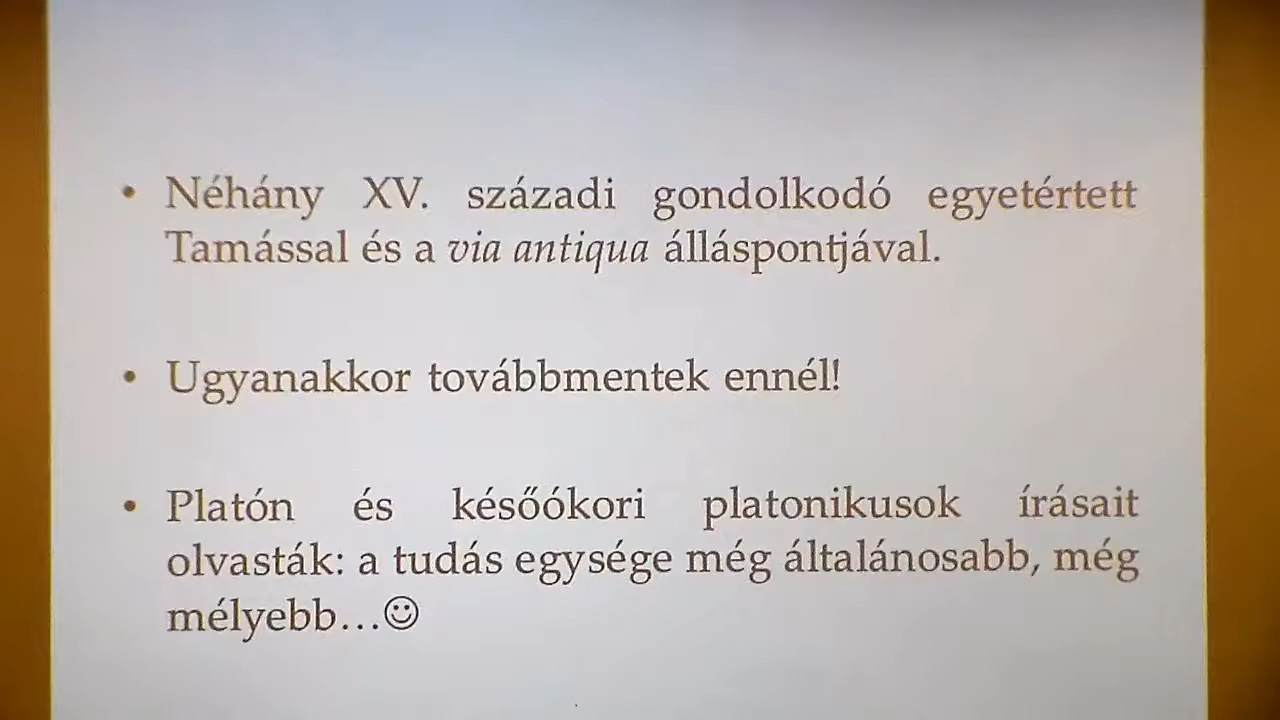 • Néhány XV. századi gondolkodó egyetértett
Tamással és a via antiqua álláspontjával.
• Ugyanakkor továbbmentek ennél!
• Platón és későókori platonikusok írásait
olvasták: a tudás egysége még általánosabb, még
mélyebb…☺